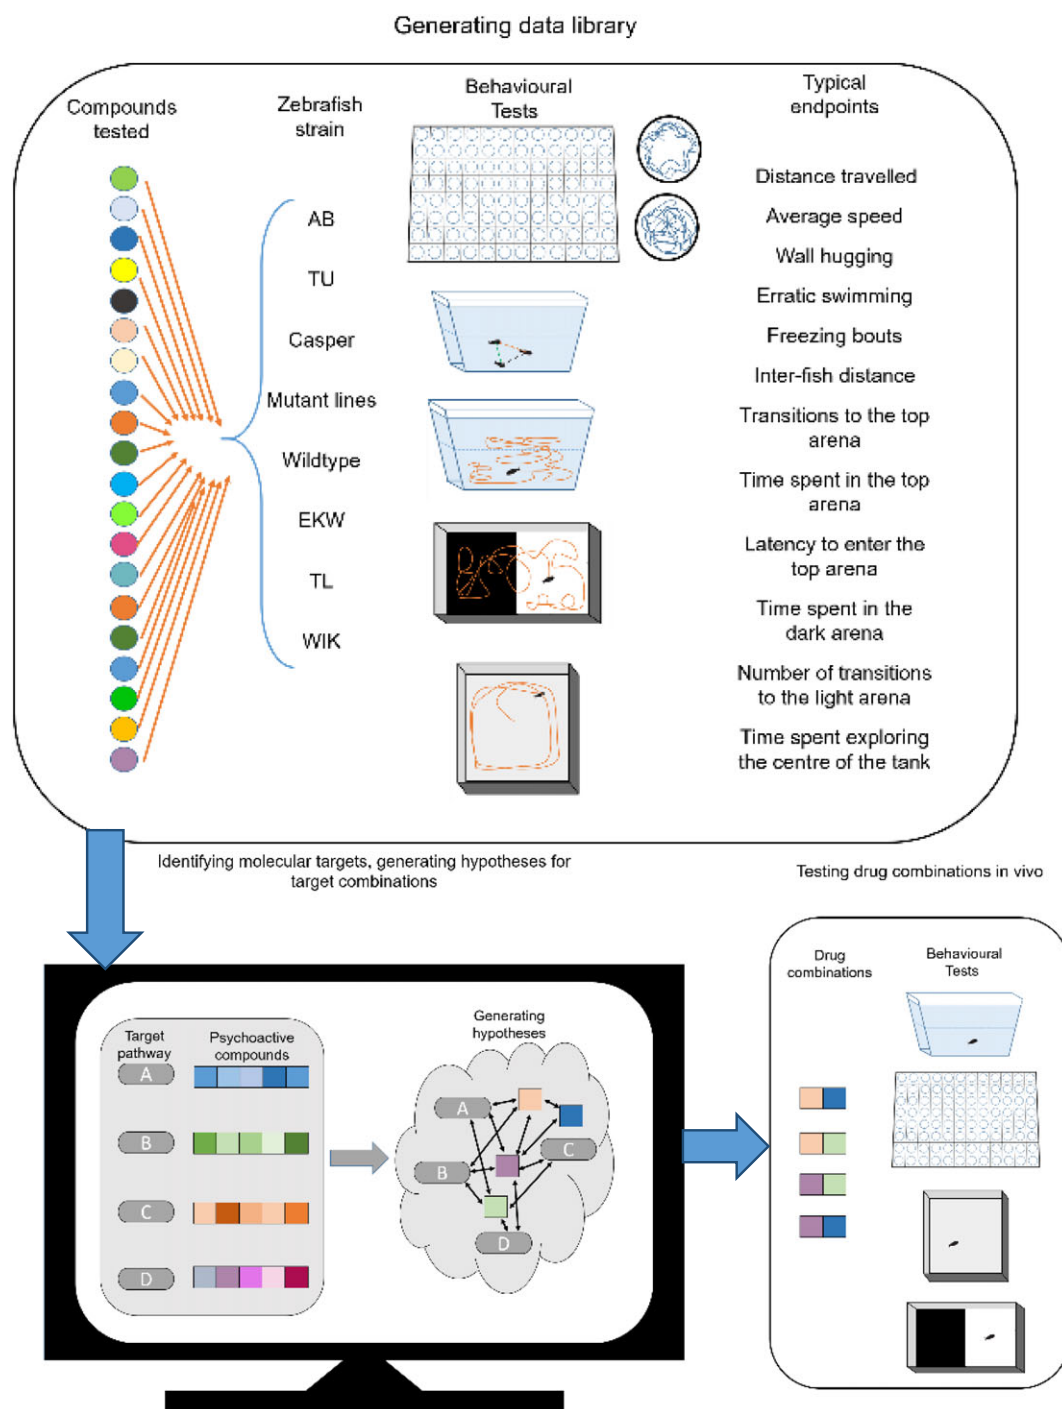 Generating data library
Compounds
tested
Zebrafish
strain
Behavioural
Tests
Typical
endpoints
AB
TU
Casper
Mutant lines
Wildtype
EKW
TL
WIK
Distance travelled
Average speed
Wall hugging
Erratic swimming
Freezing bouts
Inter-fish distance
Transitions to the top
arena
Time spent in the top
arena
Latency to enter the
top arena
Time spent in the
dark arena
Number of transitions
to the light arena
Time spent exploring
the centre of the tank
Identifying molecular targets, generating hypotheses for
target combinations
Target
pathway
Psychoactive
compounds
A
B
C
D
Generating
hypotheses
A
B
C
D
Testing drug combinations in vivo
Drug
combinations
Behavioural
Tests